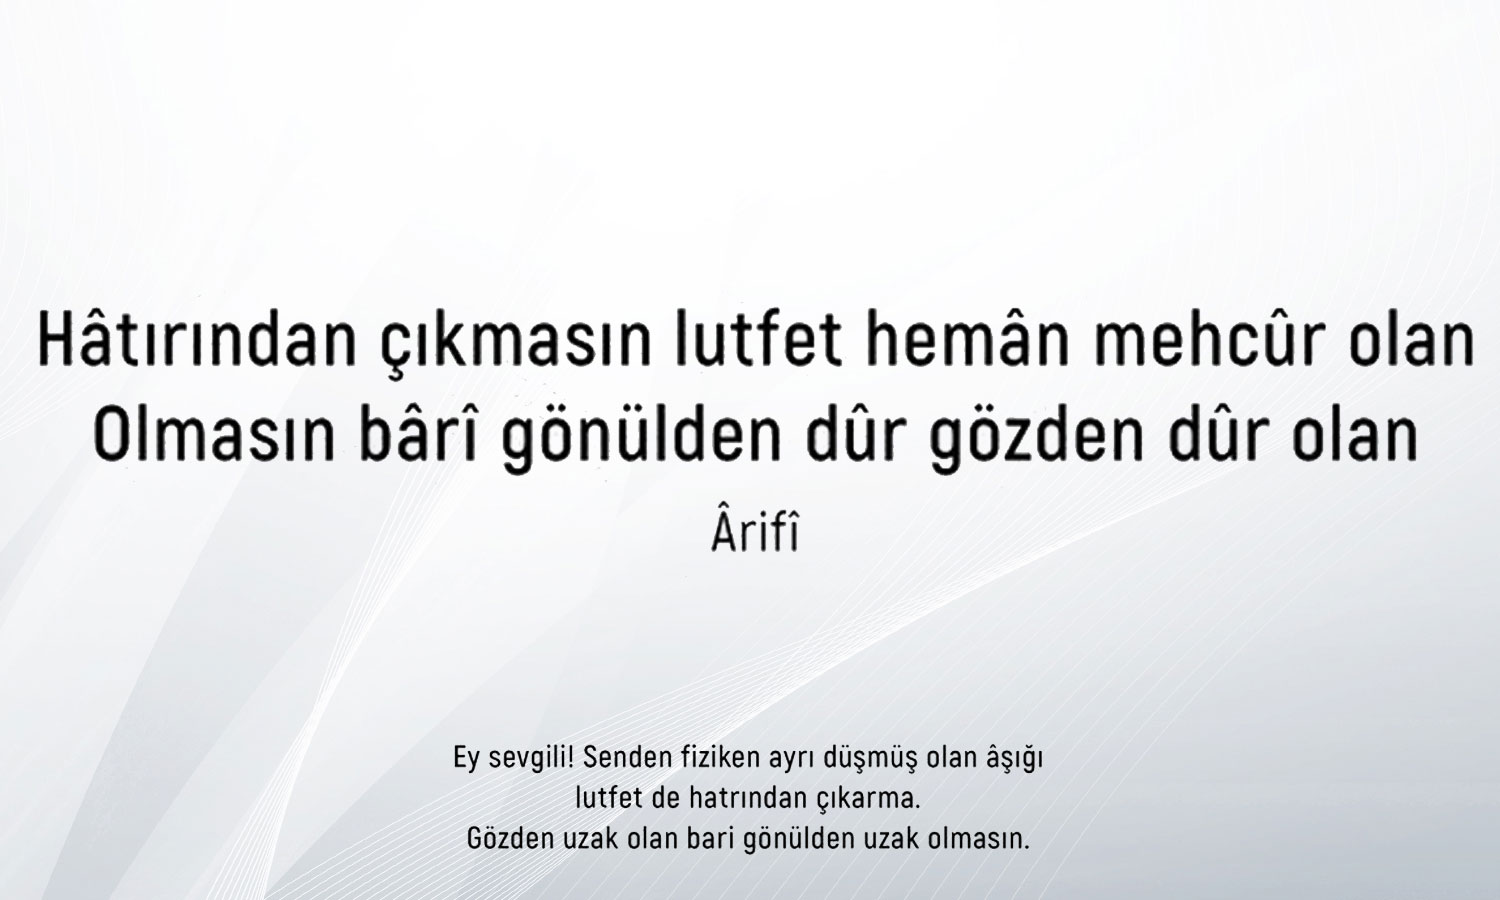 Hâtırından çıkmasın lutfet hemân mehcûr olan
Olmasın bârî gönülden dûr gözden dûr olan
Ârifî
Ey sevgili! Senden fiziken ayrı düşmüş olan âşığı
lutfet de hatrından çıkarma.
Gözden uzak olan bari gönülden uzak olmasın.